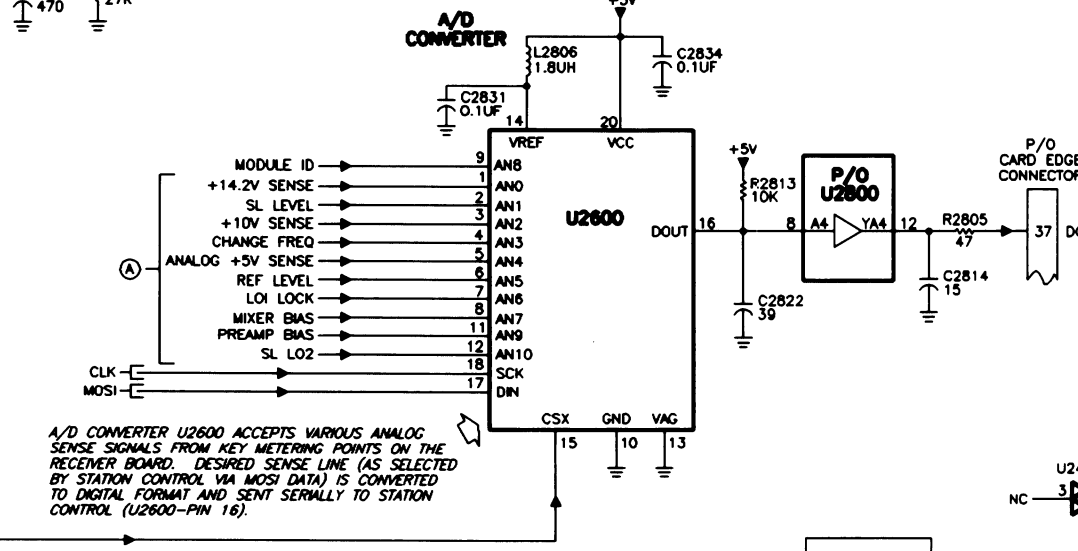 470
27K
+5V
A/D
CONVERTER
L2806
1.8UH
C2834
0.1UF
C2831
0.1UF
14
20
VREF
VCC
MODULE ID
9
AN8
+14.2V SENSE
1
AN0
SL LEVEL
2
AN1
+10V SENSE
3
AN2
CHANGE FREQ
4
AN3
ANALOG +5V SENSE
5
AN4
REF LEVEL
6
AN5
LO1 LOCK
7
AN6
MIXER BIAS
8
AN7
PREAMP BIAS
11
AN9
SL LO2
12
AN10
CLK
18
SCK
MOSI
17
DIN
A
U2600
DOUT
16
+5V
R2813
10K
C2822
39
P/O
U2800
8
A4
YA4
12
R2805
47
C2814
15
P/O
CARD EDGE
CONNECTOR
37
CSX
GND
VAG
15
10
13
A/D CONVERTER U2600 ACCEPTS VARIOUS ANALOG
SENSE SIGNALS FROM KEY METERING POINTS ON THE
RECEIVER BOARD. DESIRED SENSE LINE (AS SELECTED
BY STATION CONTROL VIA MOSI DATA) IS CONVERTED
TO DIGITAL FORMAT AND SENT SERIALLY TO STATION
CONTROL (U2600-PIN 16).
NC
3